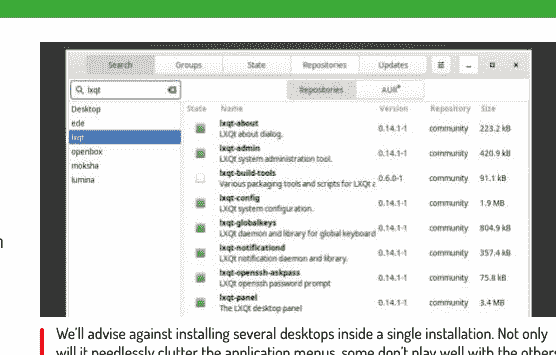 Search Groups State Repositories Updates
lxqt Repositories AUR
Desktop State Name Version Repository Size
ede
lxqt
openbox
moksha
lumina
lxqt-about
LXQt about dialog. 0.14.1-1 community 223.2 kB
lxqt-admin
LXQt system administration tool. 0.14.1-1 community 420.9 kB
lxqt-build-tools
Various packaging tools and scripts for LXQt 0.6.0-1 community 91.1 kB
lxqt-config
LXQt system configuration. 0.14.1-1 community 1.9 MB
lxqt-globalkeys
LXQt daemon and library for global keyboard 0.14.1-1 community 804.9 kB
lxqt-notificationd
LXQt notification daemon and library. 0.14.1-1 community 357.4 kB
lxqt-openssh-askpass
LXQt openssh password prompt 0.14.1-1 community 75.8 kB
lxqt-panel
The LXQt desktop panel 0.14.1-1 community 3.4 MB
We'll advise against installing several desktops inside a single installation. Not only
will it needlessly clutter the application menus, some don't play well with the other